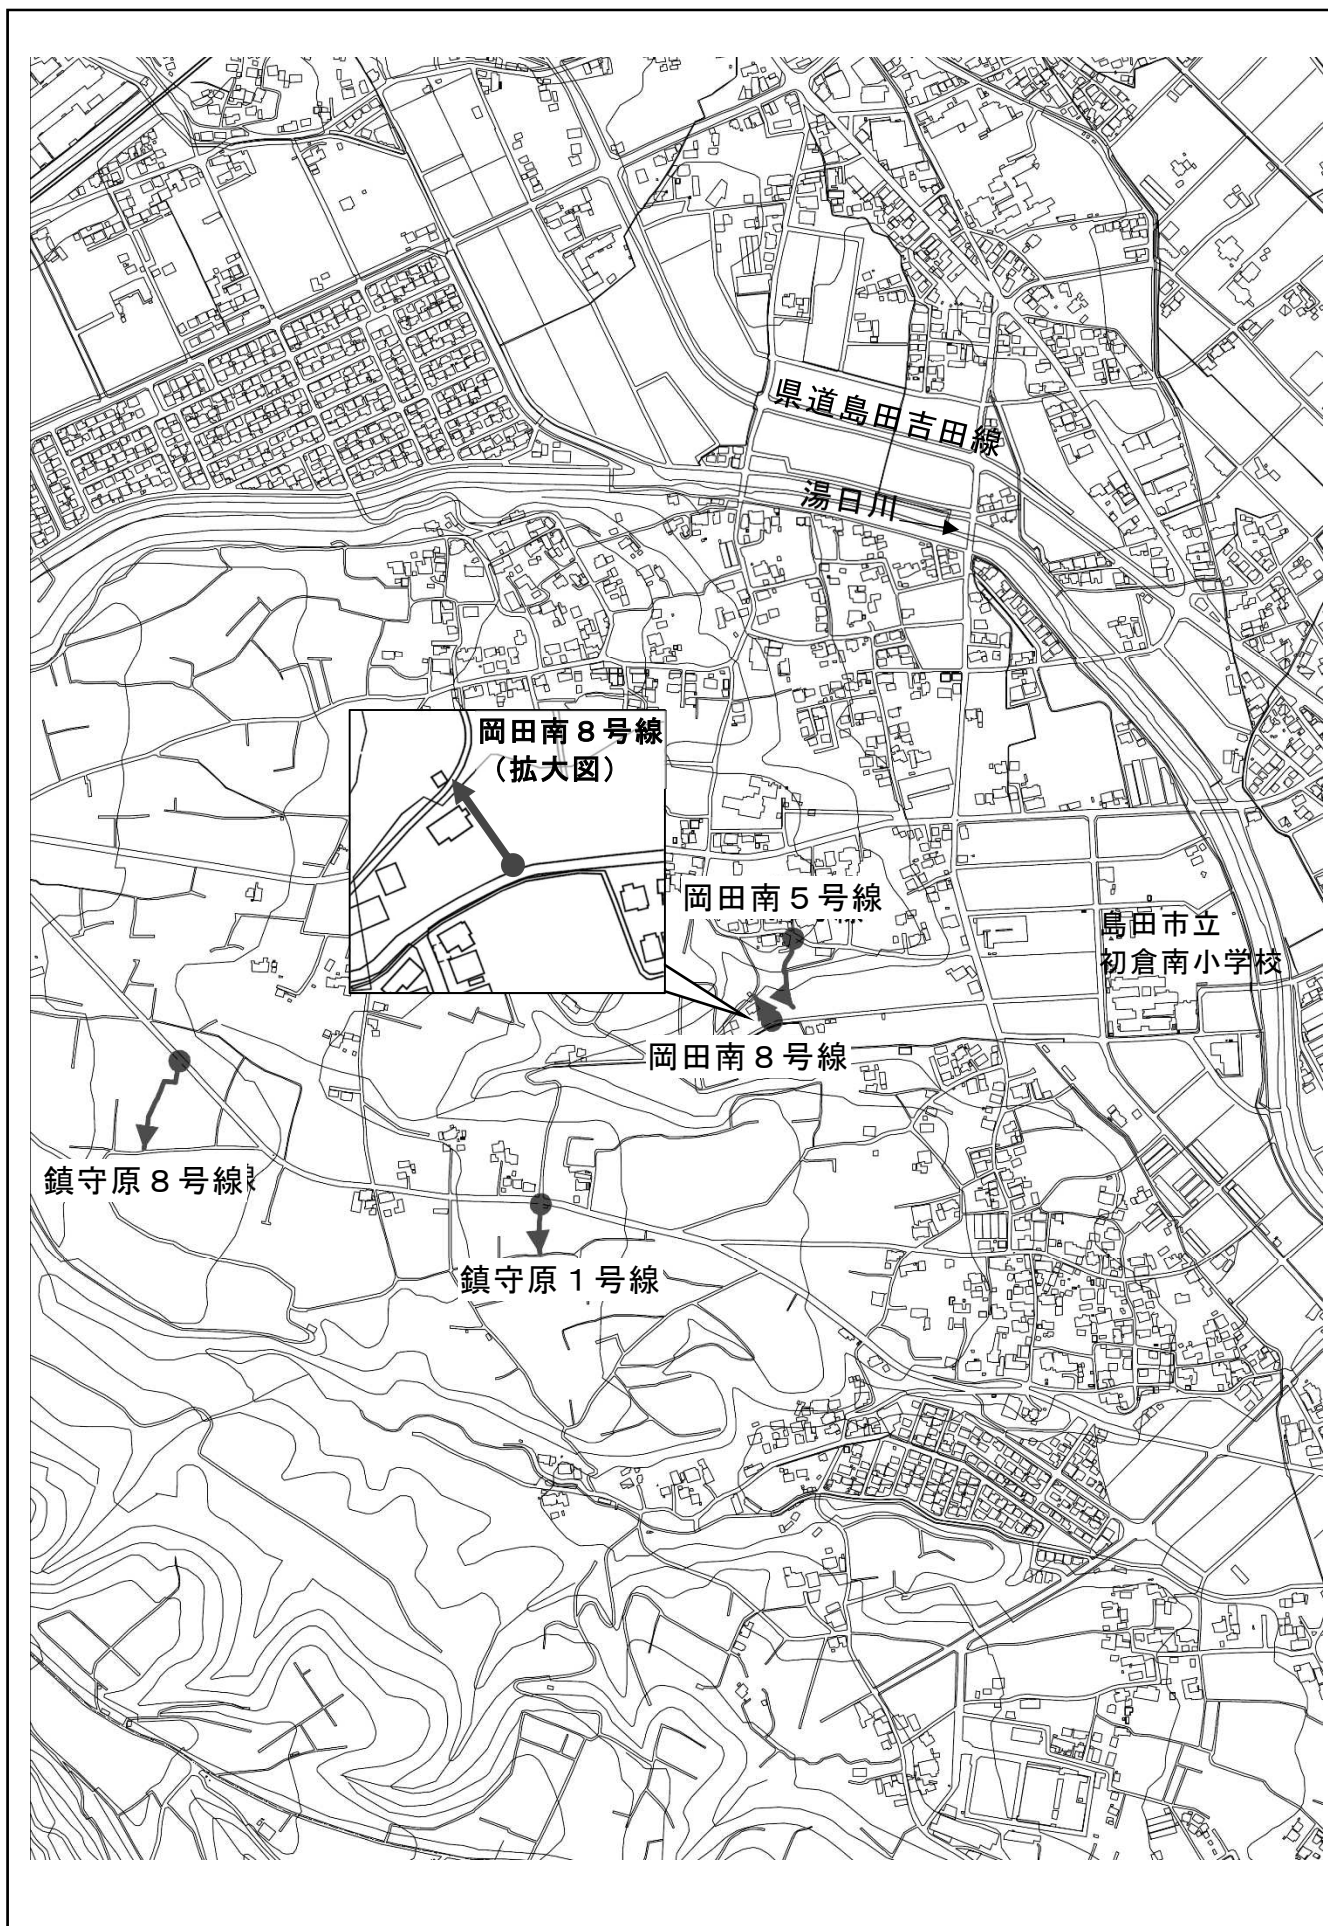 県道島田吉田線
湯日川
岡田南８号線
（拡大図）
岡田南５号線
島田市立
初倉南小学校
岡田南８号線
鎮守原８号線
鎮守原１号線